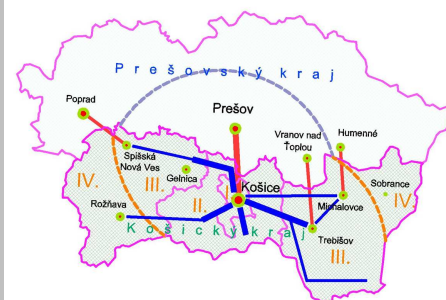 Prešovský kraj
Poprad
Prešov
Vranov nad
Topľou
Humenné
Spišská
Nová Ves
Gelnica
Košice
Sobrance
Michalovce
Rožňava
Trebišov
Košický kraj
IV.
III.
II.
I.
III.
IV.